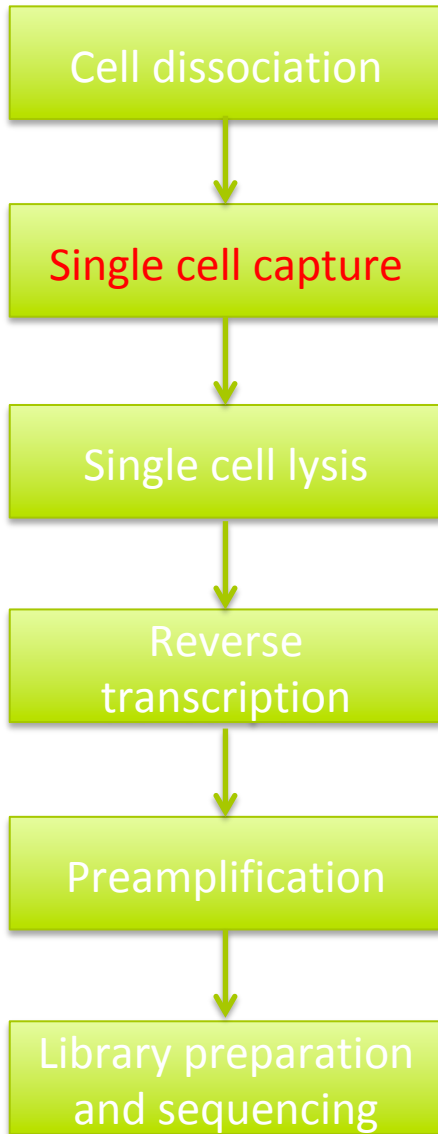 Cell dissociation
Single cell capture
Single cell lysis
Reverse
transcription
Preamplification
Library preparation
and sequencing